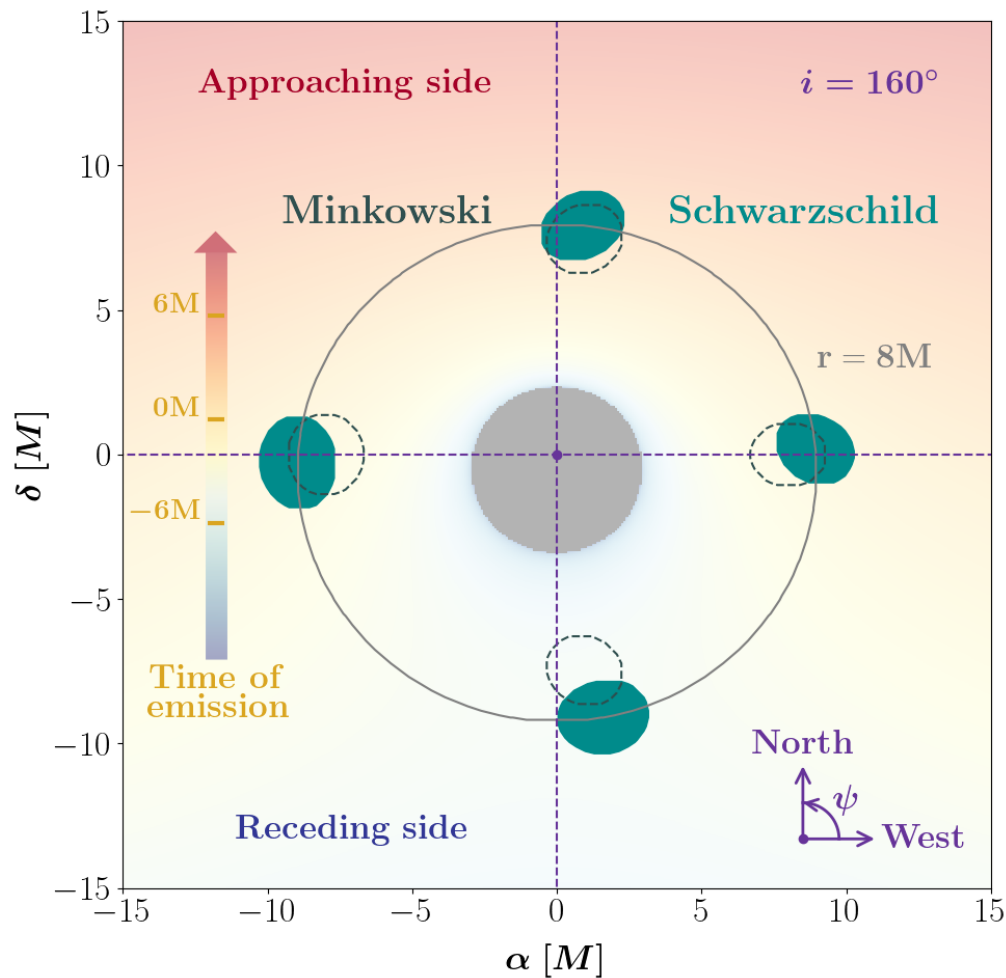 15
10
5
0
−5
−10
−15
−15
−10
−5
0
5
10
15
δ [M]
α [M]
Approaching side
i = 160°
Minkowski
Schwarzschild
6M
r = 8M
0M
−6M
Time of
emission
North
ψ
West
Receding side